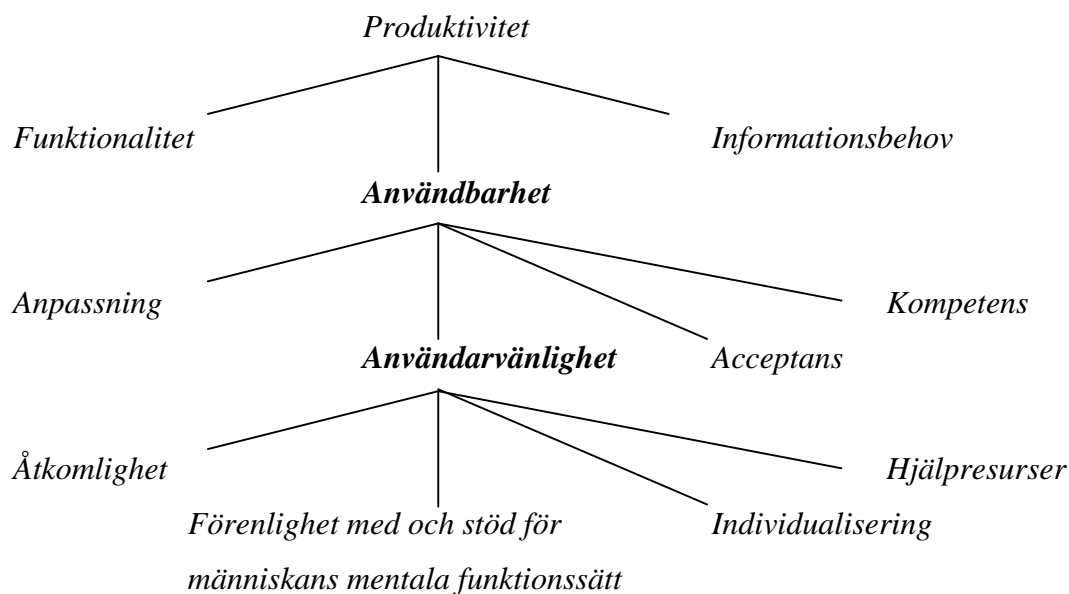 Produktivitet
Funktionalitet
Informationsbehov
Användbarhet
Anpassning
Kompetens
Användarvänlighet
Acceptans
Åtkomlighet
Hjälpresurser
Förenlighet med och stöd för
människans mentala funktionssätt
Individualisering